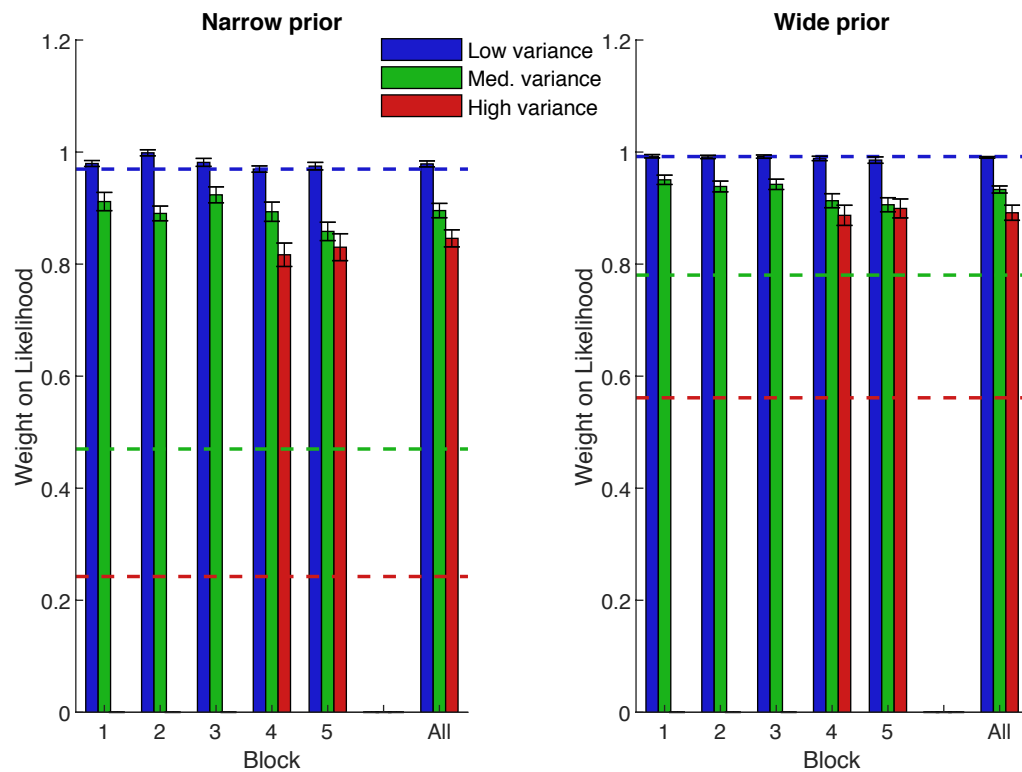 Narrow prior
Wide prior
Low variance
Med. variance
High variance
Weight on Likelihood
1.2
1
0.8
0.6
0.4
0.2
0
1 2 3 4 5 All
Block
Weight on Likelihood
1.2
1
0.8
0.6
0.4
0.2
0
1 2 3 4 5 All
Block